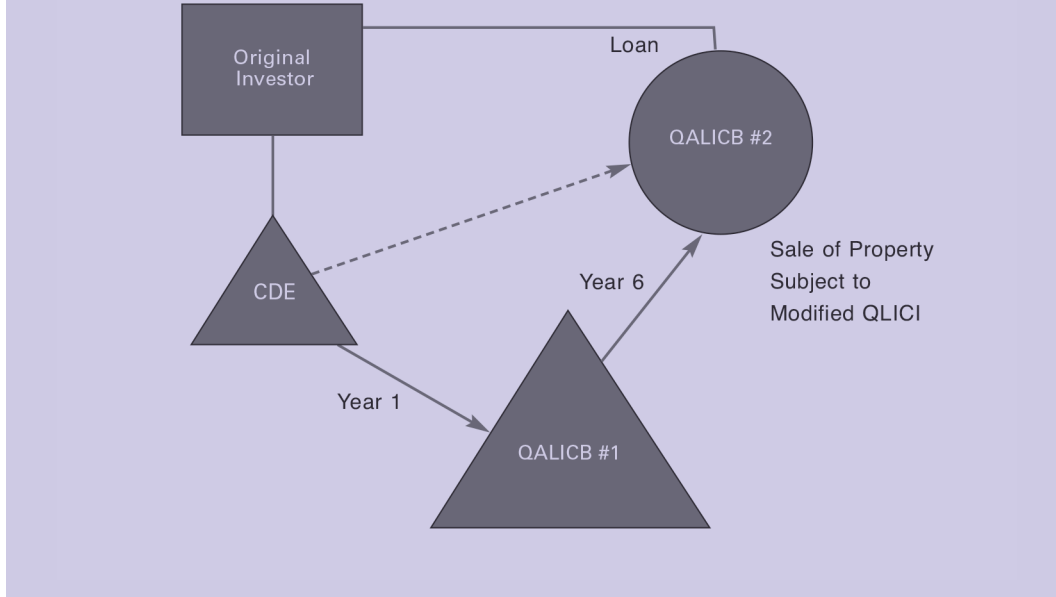 Original
Investor
Loan
QALICB #2
Sale of Property
Subject to
Modified QLICI
Year 6
CDE
Year 1
QALICB #1